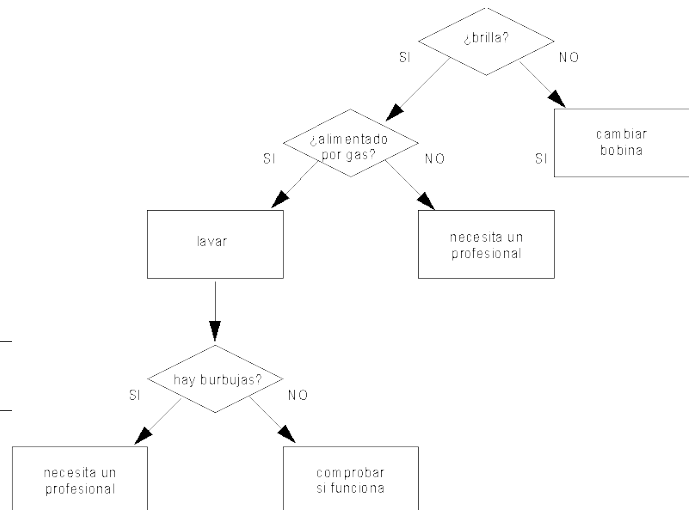 ¿brilla?
SI
NO
¿alimentado
por gas?
SI
NO
cambiar
bobina
SI
lavar
necesita un
profesional
hay burbujas?
SI
NO
necesita un
profesional
comprobar
si funciona